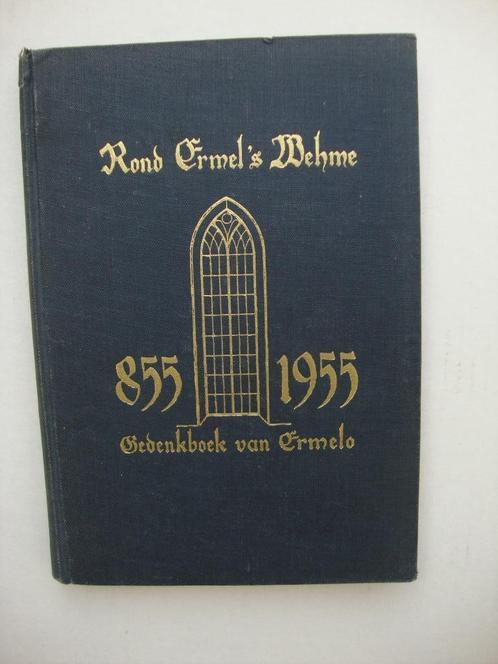 Rond Ermel's Wehme
855 1955
Gedenkboek van Ermelo